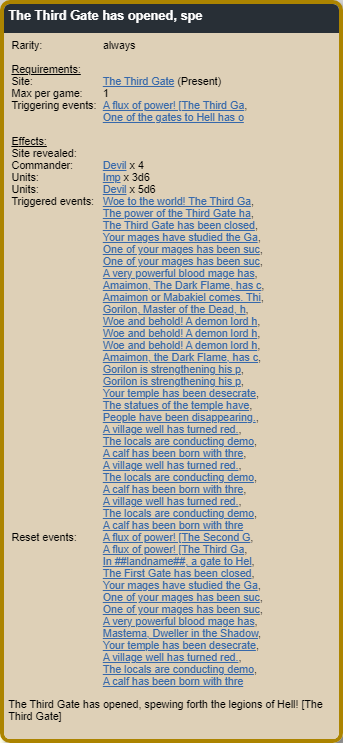 The Third Gate has opened, spe
Rarity: always
Requirements:
Site: The Third Gate (Present)
Max per game: 1
Triggering events: A flux of power! [The Third Ga,
One of the gates to Hell has o
Effects:
Site revealed:
Commander: Devil x 4
Units: Imp x 3d6
Units: Devil x 5d6
Triggered events: Woe to the world! The Third Ga,
The power of the Third Gate ha,
The Third Gate has been closed,
Your mages have studied the Ga,
One of your mages has been suc,
One of your mages has been suc,
A very powerful blood mage has,
Amaimon, The Dark Flame, has c,
Amaimon or Mabakiel comes, Thi,
Gorilon, Master of the Dead, h,
Woe and behold! A demon lord h,
Woe and behold! A demon lord h,
Woe and behold! A demon lord h,
Amaimon, the Dark Flame, has c,
Gorilon is strengthening his p,
Gorilon is strengthening his p,
Your temple has been desecrate,
The statues of the temple have,
People have been disappearing.,
A village well has turned red.,
The locals are conducting demo,
A calf has been born with thre,
A village well has turned red.,
The locals are conducting demo,
A calf has been born with thre,
A village well has turned red.,
The locals are conducting demo,
A calf has been born with thre
Reset events: A flux of power! [The Second G,
A flux of power! [The Third Ga,
In ##landname##, a gate to Hel,
The First Gate has been closed,
Your mages have studied the Ga,
One of your mages has been suc,
One of your mages has been suc,
A very powerful blood mage has,
Mastema, Dweller in the Shadow,
Your temple has been desecrate,
A village well has turned red.,
The locals are conducting demo,
A calf has been born with thre
The Third Gate has opened, spewing forth the legions of Hell! [The
Third Gate]